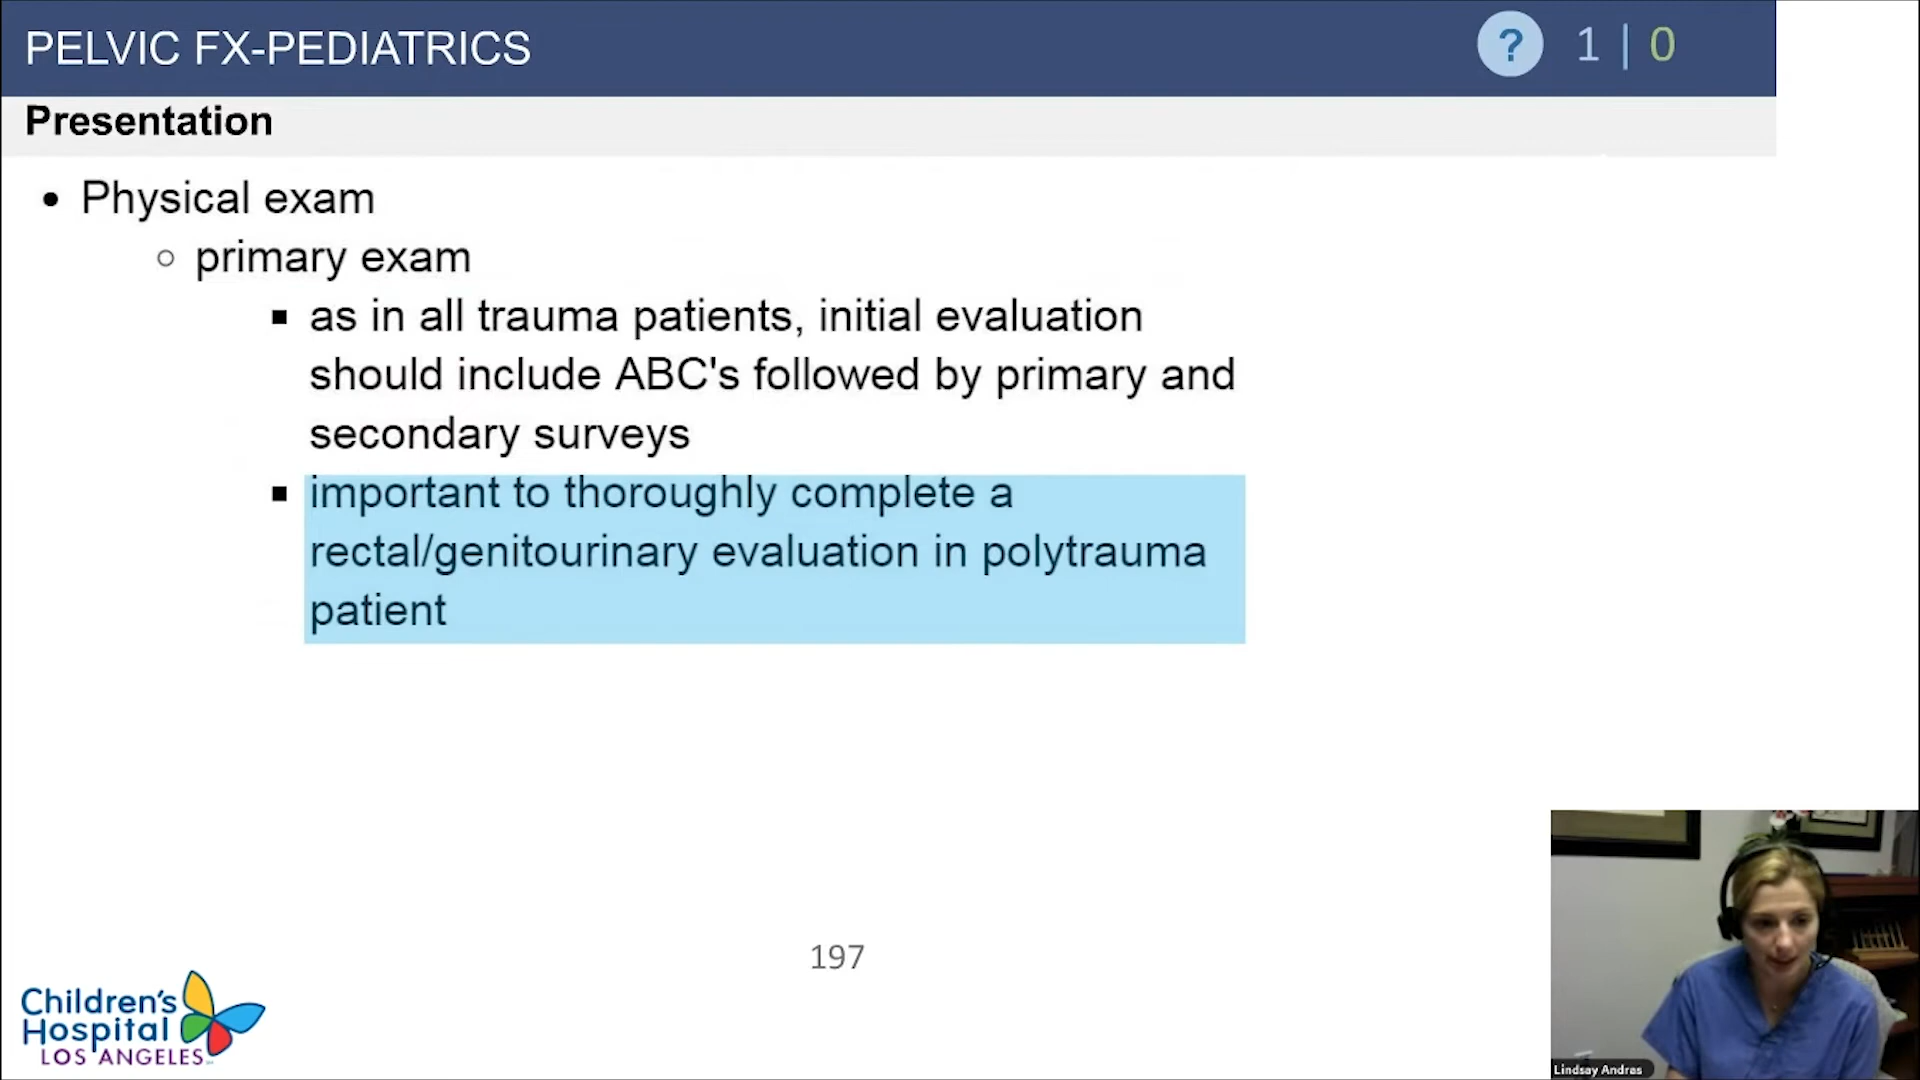 PELVIC FX-PEDIATRICS
? 1 | 0
Presentation
• Physical exam
○ primary exam
▪ as in all trauma patients, initial evaluation
should include ABC's followed by primary and
secondary surveys
▪ important to thoroughly complete a
rectal/genitourinary evaluation in polytrauma
patient
197
Children's
Hospital
LOS ANGELES
Lindsay Andras